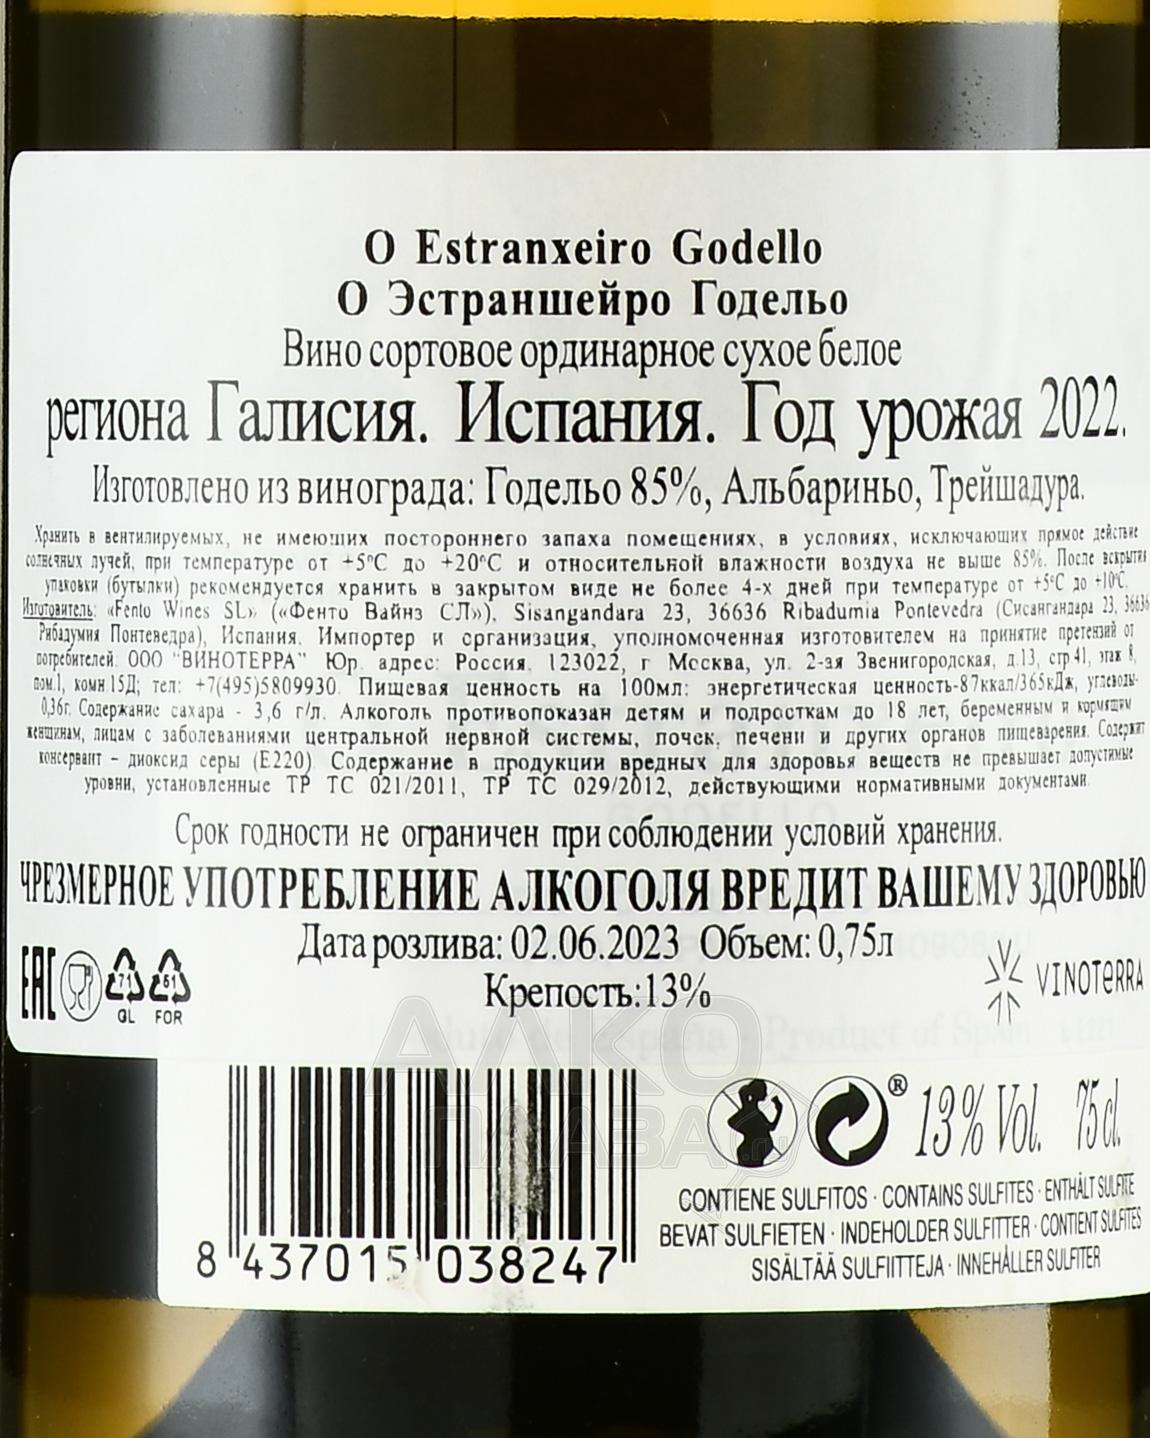 O Estranxeiro Godello
О Эстраншейро Годельо
Вино сортовое ординарное сухое белое
региона Галисия. Испания. Год урожая 2022.
Изготовлено из винограда: Годельо 85%, Альбариньо, Трейшадура.
Хранить в вентилируемых, не имеющих постороннего запаха помещениях, в условиях, исключающих прямое действие
солнечных лучей, при температуре от +5°С до +20°С и относительной влажности воздуха не выше 85%. После вскрытия
упаковки (бутылки) рекомендуется хранить в закрытом виде не более 4-х дней при температуре от +5°С до +10°С.
Изготовитель: «Fento Wines SL» («Фенто Вайнз СЛ»), Sisangandara 23, 36636 Ribadumia Pontevedra (Сисангандара 23, 36636
Рибадумия Понтеведра), Испания. Импортер и организация, уполномоченная изготовителем на принятие претензий от
потребителей: ООО "ВИНОТЕРРА" Юр. адрес: Россия, 123022, г Москва, ул. 2-ая Звенигородская, д.13, стр.41, этаж 8,
пом.1, комн.15Д; тел: +7(495)5809930. Пищевая ценность на 100мл: энергетическая ценность-87ккал/365кДж, углеводы-
0,36г. Содержание сахара - 3,6 г/л. Алкоголь противопоказан детям и подросткам до 18 лет, беременным и кормящим
женщинам, лицам с заболеваниями центральной нервной системы, почек, печени и других органов пищеварения. Содержит
консервант – диоксид серы (Е220). Содержание в продукции вредных для здоровья веществ не превышает допустимые
уровни, установленные ТР ТС 021/2011, ТР ТС 029/2012, действующими нормативными документами.
Срок годности не ограничен при соблюдении условий хранения.
ЧРЕЗМЕРНОЕ УПОТРЕБЛЕНИЕ АЛКОГОЛЯ ВРЕДИТ ВАШЕМУ ЗДОРОВЬЮ
Дата розлива: 02.06.2023 Объем: 0,75л
Крепость:13%
EAC 71 GL 61 FOR
VINOTERRA
АЛКО
ПЛАЗА.ru
® 13% Vol. 75 cl.
CONTIENE SULFITOS · CONTAINS SULFITES · ENTHÄLT SULFITE
BEVAT SULFIETEN · INDEHOLDER SULFITTER · CONTIENT SULFITES
SISÄLTÄÄ SULFIITTEJA · INNEHÅLLER SULFITER
8 437015 038247